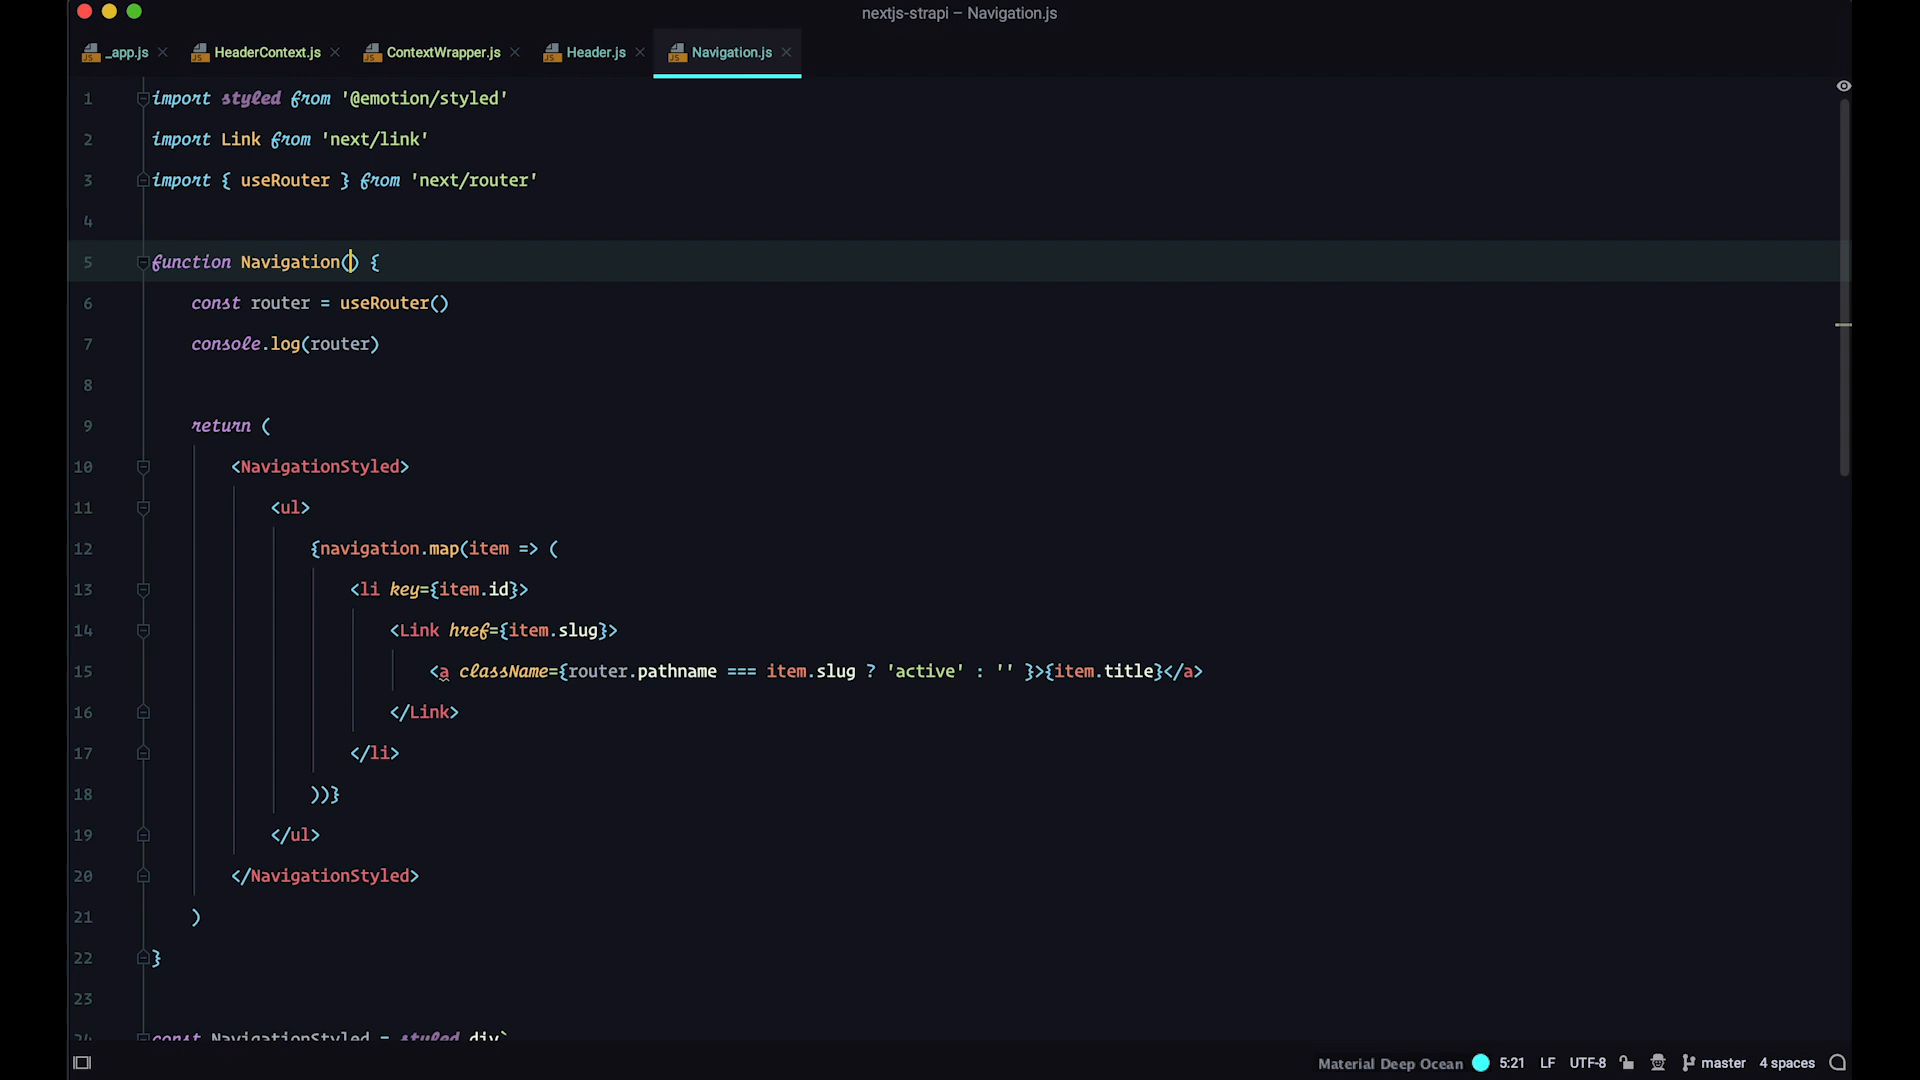 nextjs-strapi – Navigation.js
_app.js
HeaderContext.js
ContextWrapper.js
Header.js
Navigation.js
1 import styled from '@emotion/styled'
2 import Link from 'next/link'
3 import { useRouter } from 'next/router'
4
5 function Navigation() {
6 const router = useRouter()
7 console.log(router)
8
9 return (
10 <NavigationStyled>
11 <ul>
12 {navigation.map(item => (
13 <li key={item.id}>
14 <Link href={item.slug}>
15 <a className={router.pathname === item.slug ? 'active' : '' }>{item.title}</a>
16 </Link>
17 </li>
18 ))}
19 </ul>
20 </NavigationStyled>
21 )
22 }
23
24 const NavigationStyled = styled.div`
Material Deep Ocean 5:21 LF UTF-8 master 4 spaces